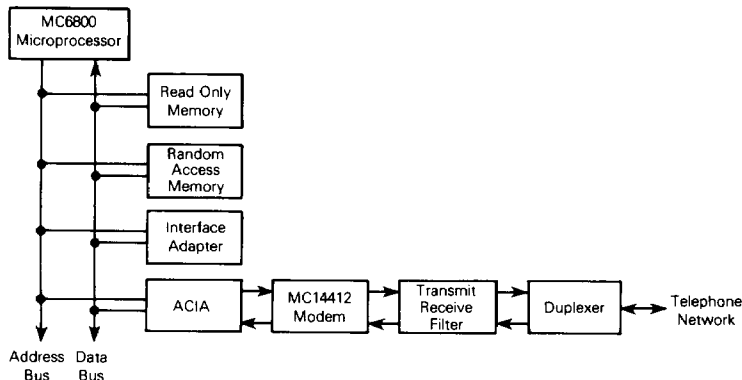 MC6800
Microprocessor
Read Only
Memory
Random
Access
Memory
Interface
Adapter
ACIA
MC14412
Modem
Transmit
Receive
Filter
Duplexer
Telephone
Network
Address
Bus
Data
Bus